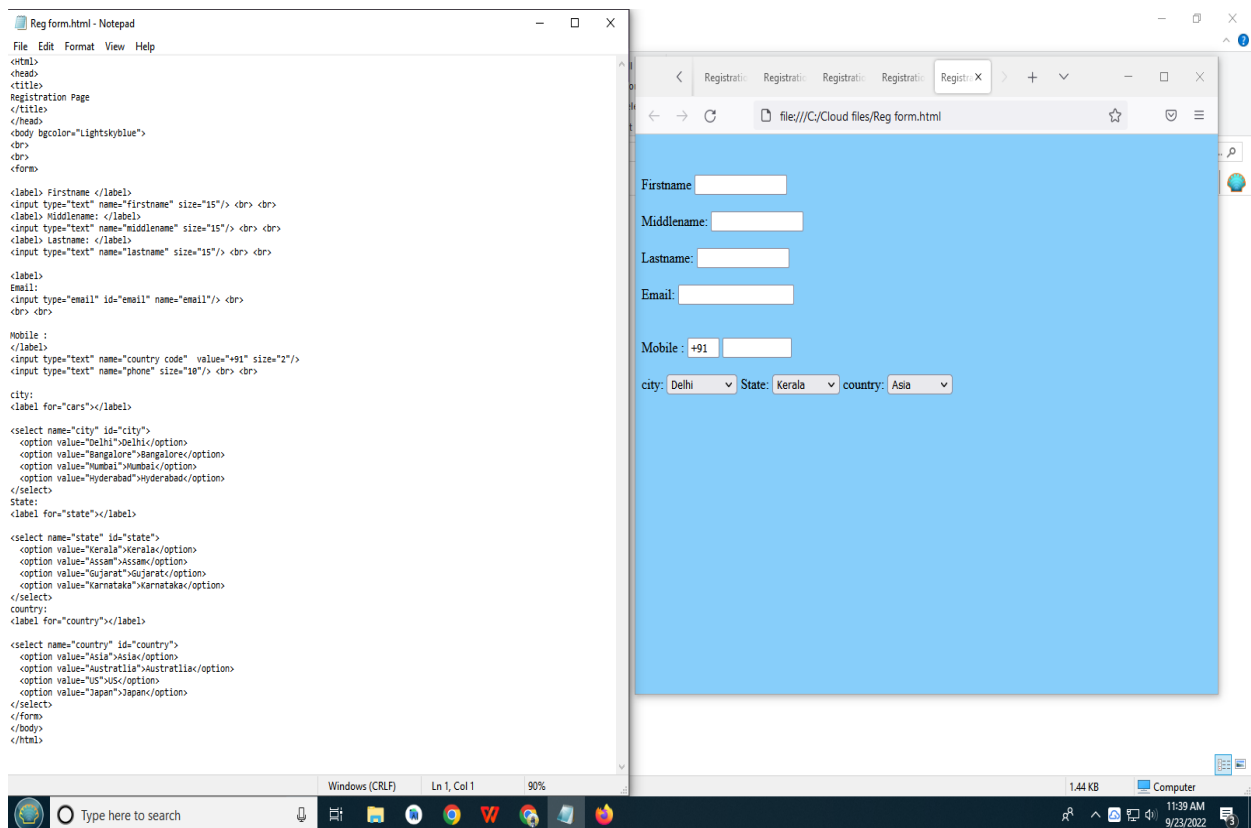 Reg form.html - Notepad
File Edit Format View Help
<Html>
<head>
<title>
Registration Page
</title>
</head>
<body bgcolor="Lightskyblue">
<br>
<br>
<form>
<label> Firstname </label>
<input type="text" name="firstname" size="15"/> <br> <br>
<label> Middlename: </label>
<input type="text" name="middlename" size="15"/> <br> <br>
<label> Lastname: </label>
<input type="text" name="lastname" size="15"/> <br> <br>
<label>
Email:
<input type="email" id="email" name="email"/> <br>
<br> <br>
Mobile :
</label>
<input type="text" name="country code"  value="+91" size="2"/>
<input type="text" name="phone" size="10"/> <br> <br>
city:
<label for="cars"></label>
<select name="city" id="city">
<option value="Delhi">Delhi</option>
<option value="Bangalore">Bangalore</option>
<option value="Mumbai">Mumbai</option>
<option value="Hyderabad">Hyderabad</option>
</select>
State:
<label for="state"></label>
<select name="state" id="state">
<option value="Kerala">Kerala</option>
<option value="Assam">Assam</option>
<option value="Gujarat">Gujarat</option>
<option value="Karnataka">Karnataka</option>
</select>
country:
<label for="country"></label>
<select name="country" id="country">
<option value="Asia">Asia</option>
<option value="Austratlia">Austratlia</option>
<option value="US">US</option>
<option value="Japan">Japan</option>
</select>
</form>
</body>
</html>
Windows (CRLF) Ln 1, Col 1 90%
Registratio Registratio Registratio Registratio Registra
file:///C:/Cloud files/Reg form.html
Firstname
Middlename:
Lastname:
Email:
Mobile : +91
city: Delhi State: Kerala country: Asia
1.44 KB Computer
Type here to search
11:39 AM
9/23/2022
3